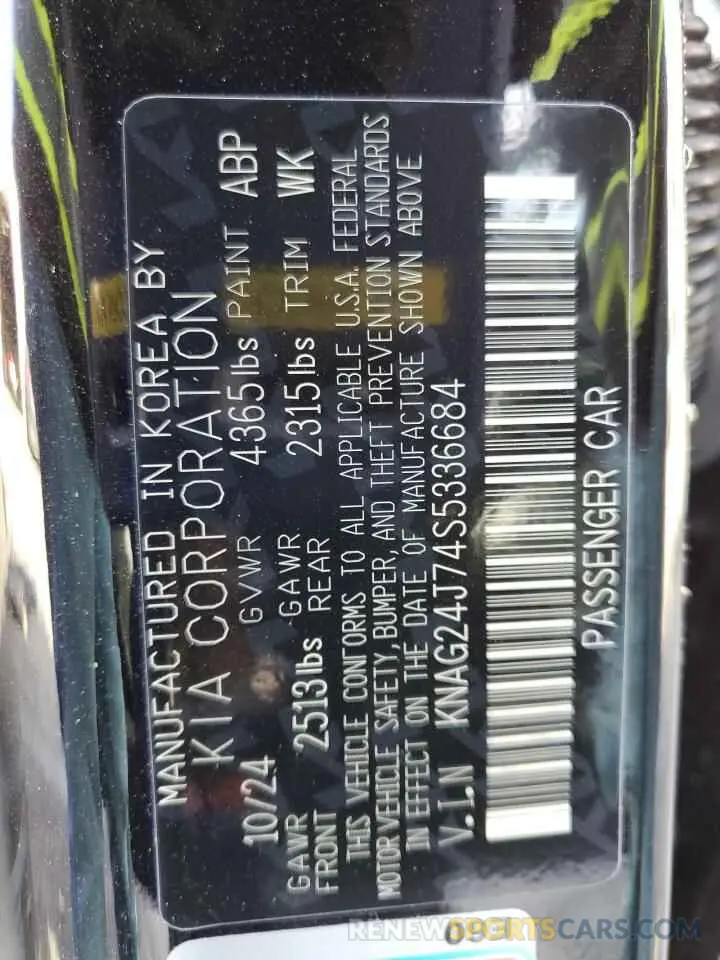 MANUFACTURED IN KOREA BY
KIA CORPORATION
10/24 GVWR 4365lbs PAINT ABP
GAWR FRONT 2513lbs GAWR REAR 2315lbs TRIM WK
THIS VEHICLE CONFORMS TO ALL APPLICABLE U.S.A. FEDERAL
MOTOR VEHICLE SAFETY, BUMPER, AND THEFT PREVENTION STANDARDS
IN EFFECT ON THE DATE OF MANUFACTURE SHOWN ABOVE
V.I.N KNAG24J74S5336684
PASSENGER CAR
RENEWSPORTSCARS.COM